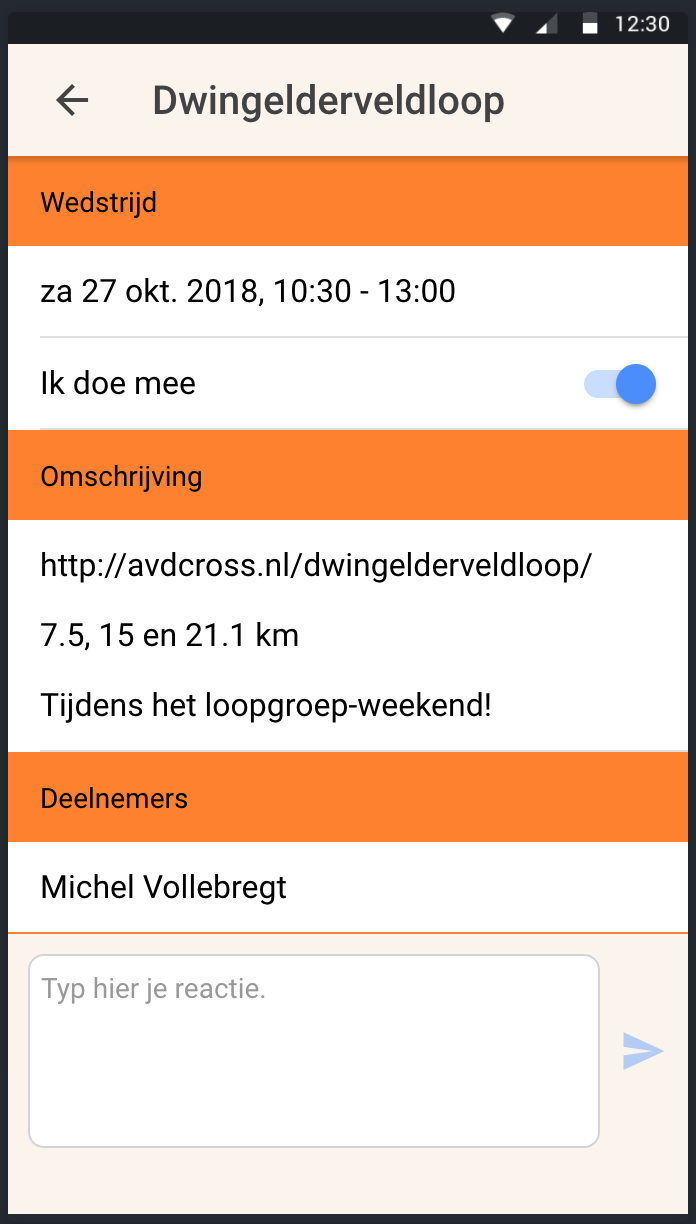 12:30
Dwingelderveldloop
Wedstrijd
za 27 okt. 2018, 10:30 - 13:00
Ik doe mee
Omschrijving
http://avdcross.nl/dwingelderveldloop/
7.5, 15 en 21.1 km
Tijdens het loopgroep-weekend!
Deelnemers
Michel Vollebregt
Typ hier je reactie.